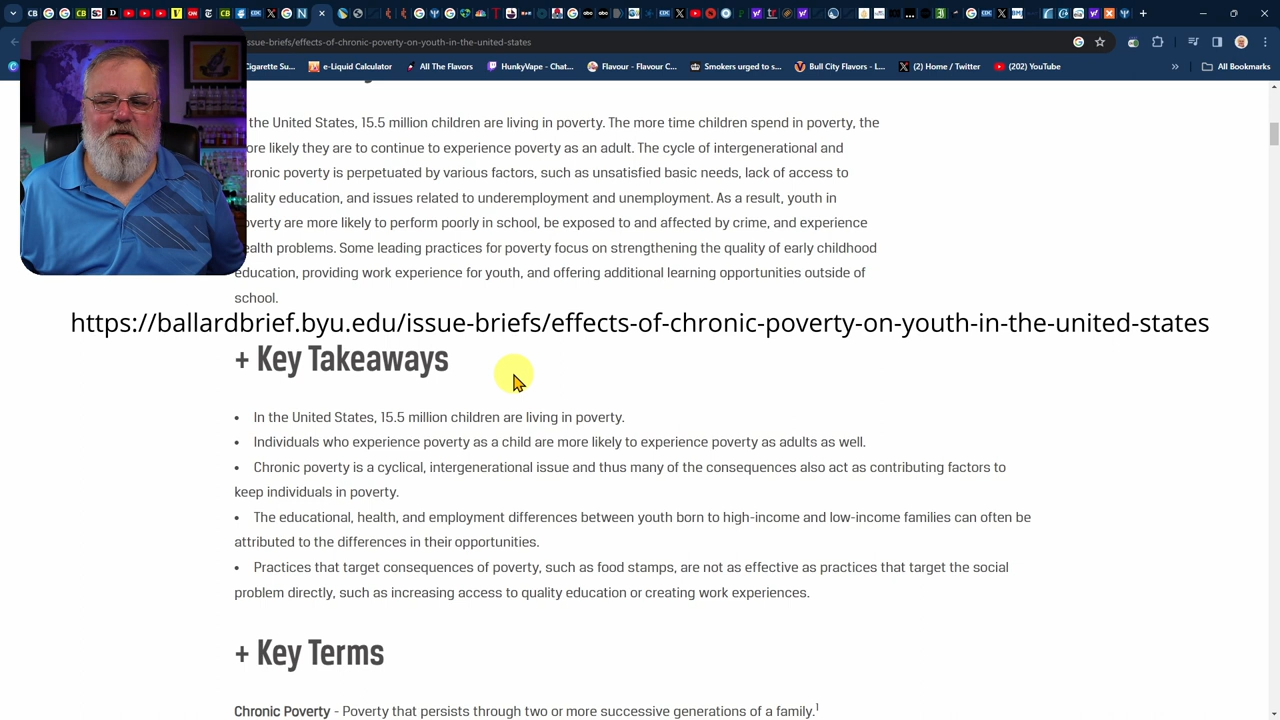 issue-briefs/effects-of-chronic-poverty-on-youth-in-the-united-states
Cigarette Su...
e-Liquid Calculator
All The Flavors
HunkyVape - Chat...
Flavour – Flavour C...
Smokers urged to s...
Bull City Flavors – L...
(2) Home / Twitter
(202) YouTube
All Bookmarks
the United States, 15.5 million children are living in poverty. The more time children spend in poverty, the
more likely they are to continue to experience poverty as an adult. The cycle of intergenerational and
chronic poverty is perpetuated by various factors, such as unsatisfied basic needs, lack of access to
quality education, and issues related to underemployment and unemployment. As a result, youth in
poverty are more likely to perform poorly in school, be exposed to and affected by crime, and experience
health problems. Some leading practices for poverty focus on strengthening the quality of early childhood
education, providing work experience for youth, and offering additional learning opportunities outside of
school.
https://ballardbrief.byu.edu/issue-briefs/effects-of-chronic-poverty-on-youth-in-the-united-states
+ Key Takeaways
• In the United States, 15.5 million children are living in poverty.
• Individuals who experience poverty as a child are more likely to experience poverty as adults as well.
• Chronic poverty is a cyclical, intergenerational issue and thus many of the consequences also act as contributing factors to
keep individuals in poverty.
• The educational, health, and employment differences between youth born to high-income and low-income families can often be
attributed to the differences in their opportunities.
• Practices that target consequences of poverty, such as food stamps, are not as effective as practices that target the social
problem directly, such as increasing access to quality education or creating work experiences.
+ Key Terms
Chronic Poverty - Poverty that persists through two or more successive generations of a family.1